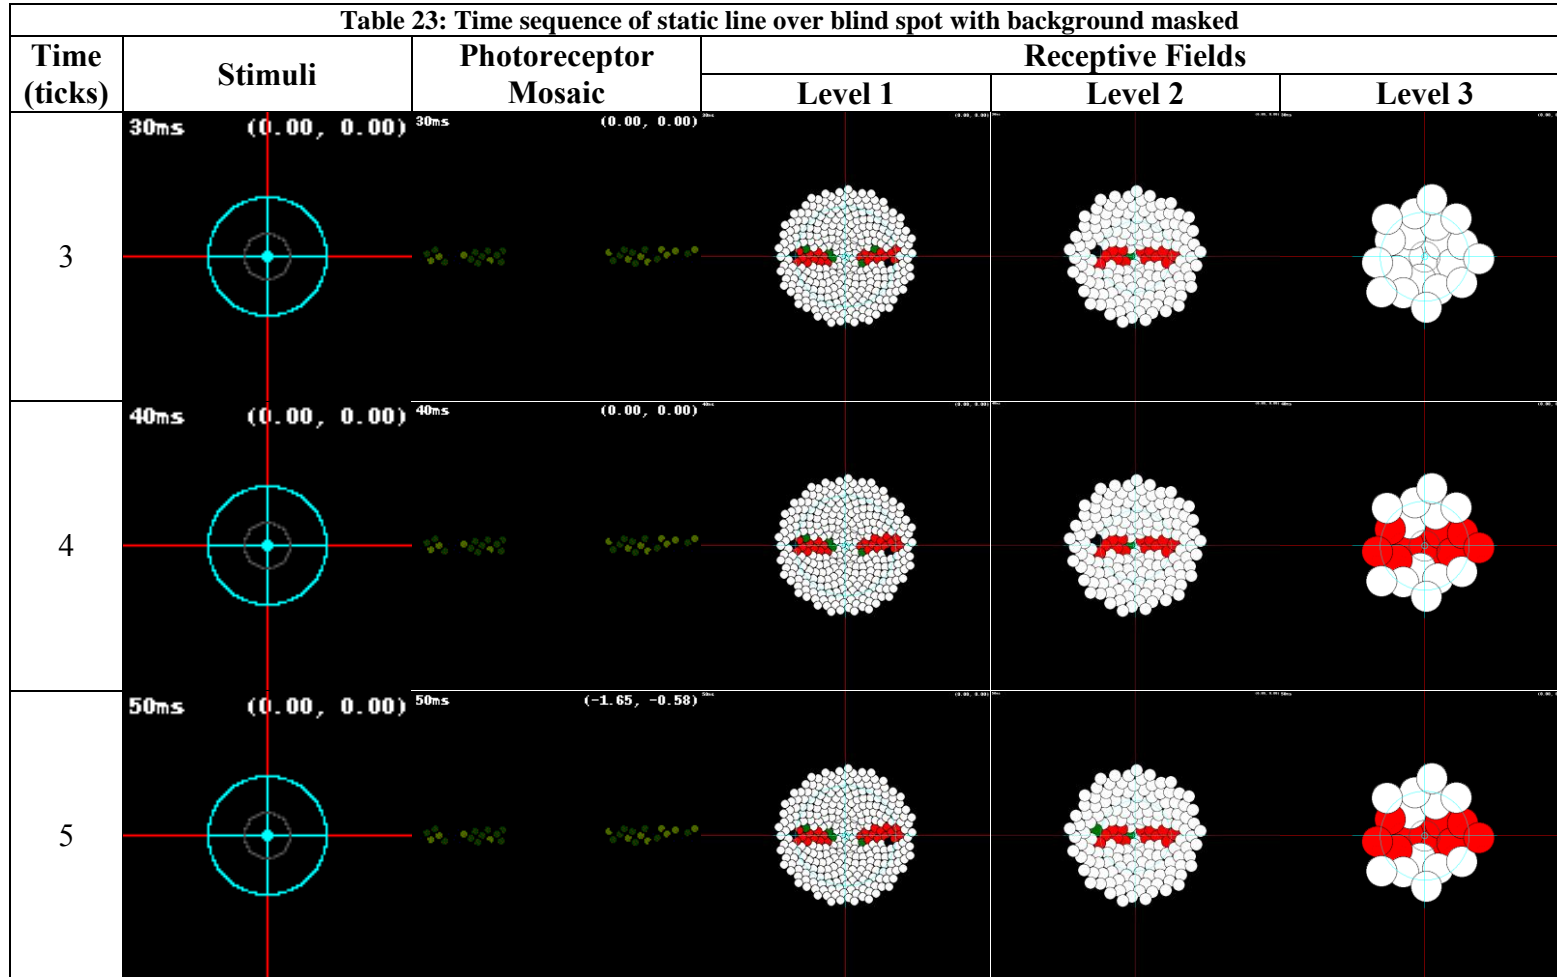 Table 23: Time sequence of static line over blind spot with background masked
Time (ticks)
Stimuli
Photoreceptor Mosaic
Receptive Fields
Level 1
Level 2
Level 3
3
30ms (0.00, 0.00)
30ms (0.00, 0.00)
4
40ms (0.00, 0.00)
40ms (0.00, 0.00)
5
50ms (0.00, 0.00)
50ms (-1.65, -0.58)